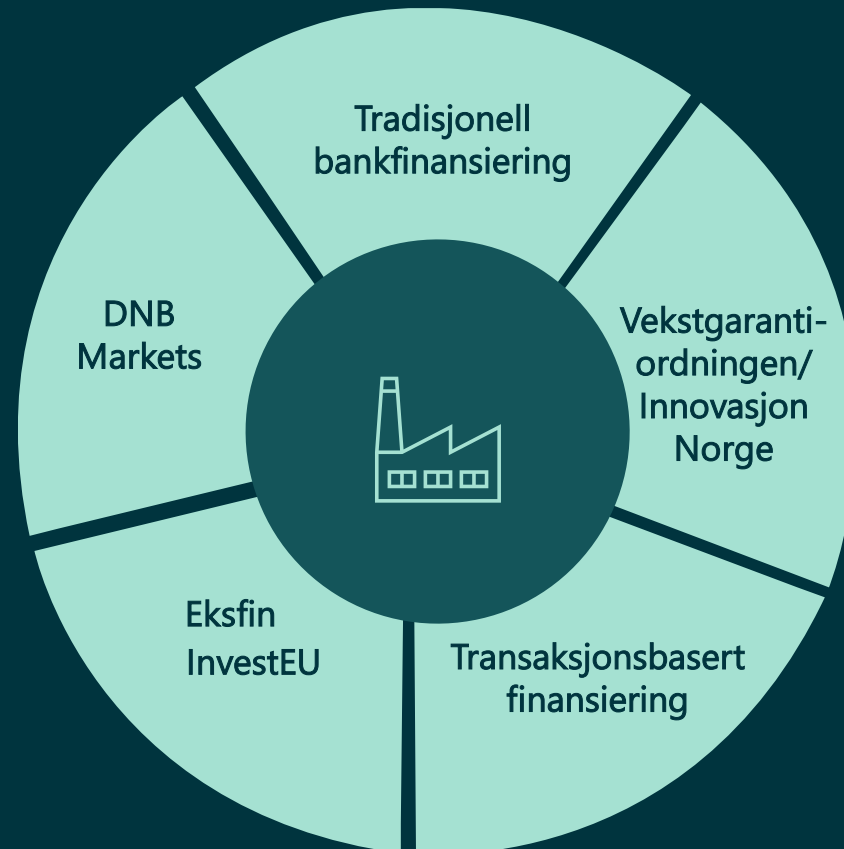 Tradisjonell
bankfinansiering
Vekstgaranti-
ordningen/
Innovasjon
Norge
Transaksjonsbasert
finansiering
Eksfin
InvestEU
DNB
Markets